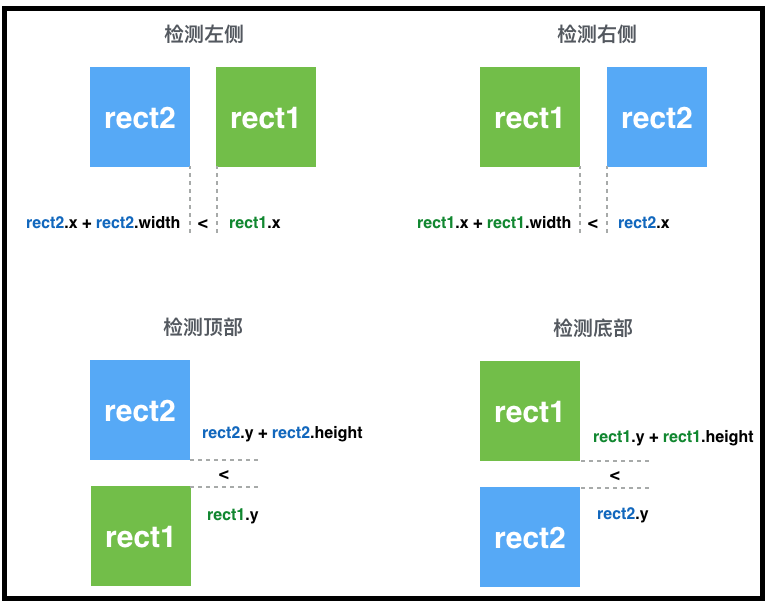 检测左侧
检测右侧
rect2 rect1
rect1 rect2
rect2.x + rect2.width < rect1.x
rect1.x + rect1.width < rect2.x
检测顶部
检测底部
rect2
rect2.y + rect2.height
<
rect1
rect1.y
rect1
rect1.y + rect1.height
<
rect2.y
rect2